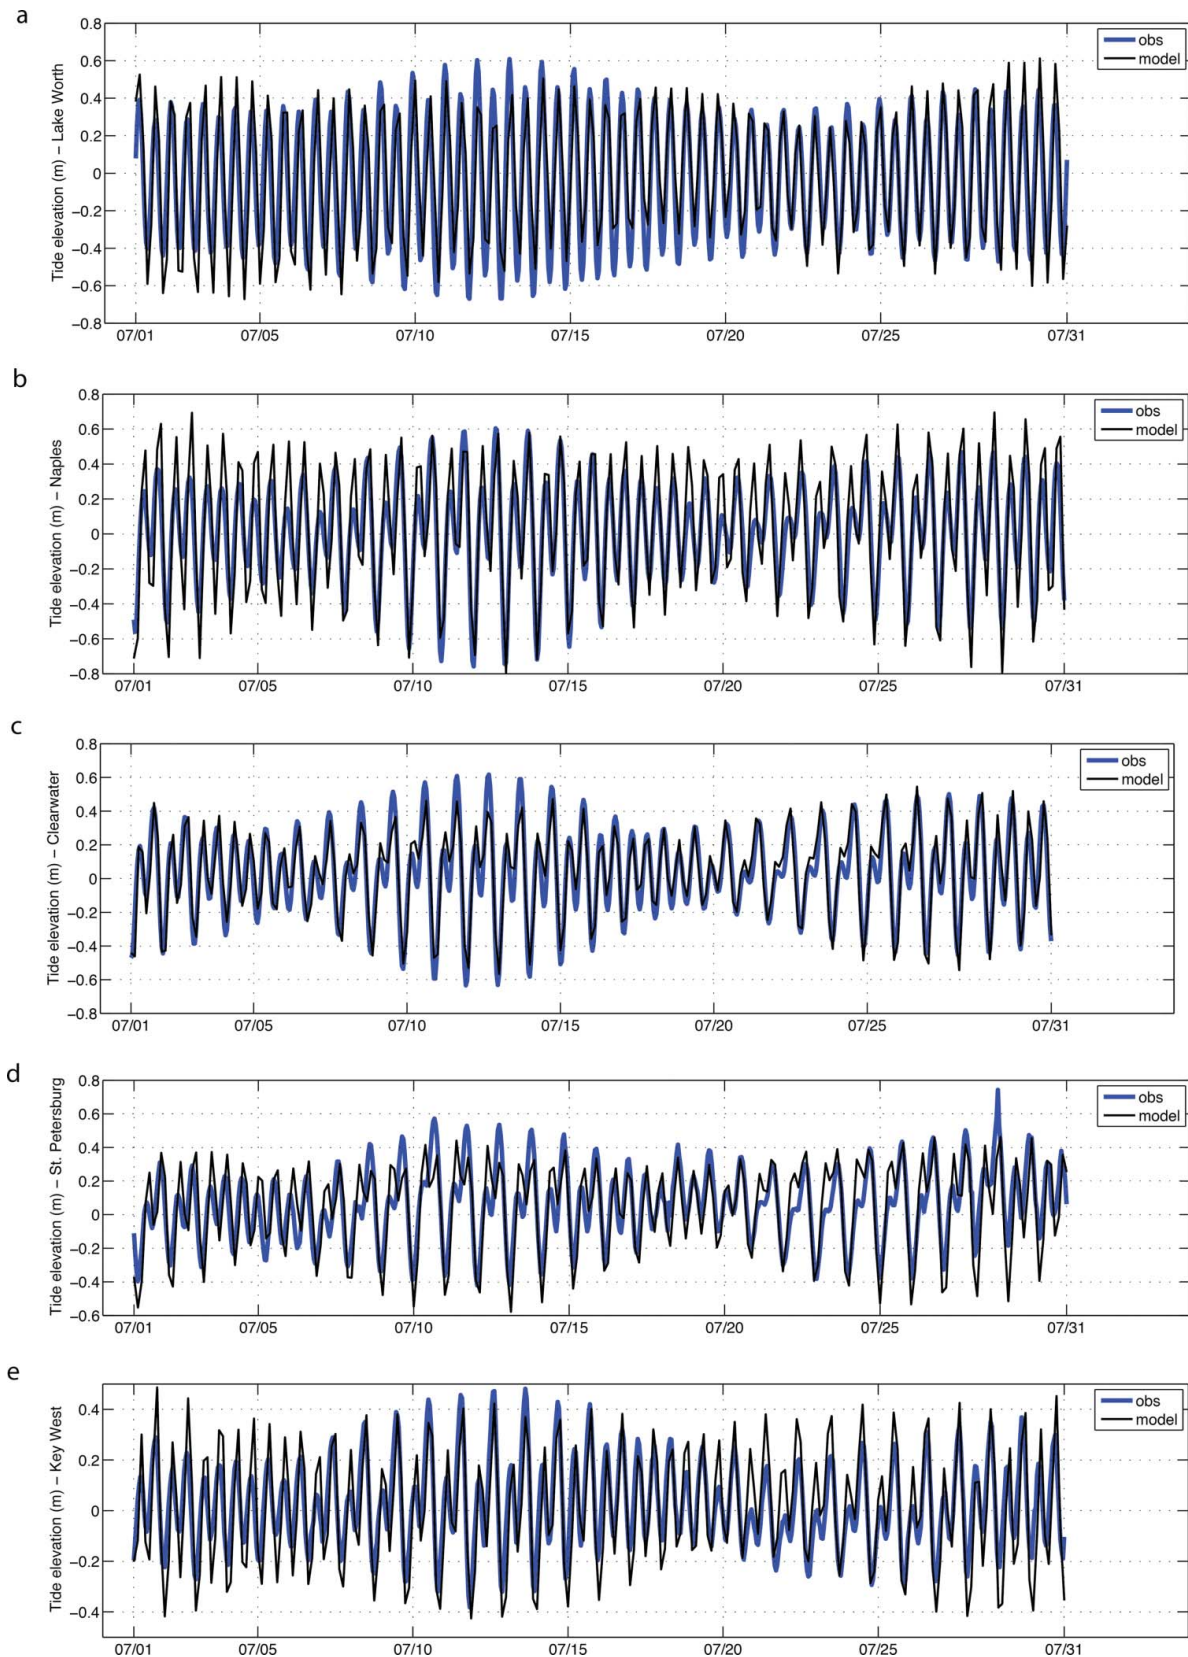 a
Tide elevation (m) – Lake Worth
0.8
0.6
0.4
0.2
0
−0.2
−0.4
−0.6
−0.8
obs
model
07/01 07/05 07/10 07/15 07/20 07/25 07/31
b
Tide elevation (m) – Naples
0.8
0.6
0.4
0.2
0
−0.2
−0.4
−0.6
−0.8
obs
model
07/01 07/05 07/10 07/15 07/20 07/25 07/31
c
Tide elevation (m) – Clearwater
0.8
0.6
0.4
0.2
0
−0.2
−0.4
−0.6
−0.8
obs
model
07/01 07/05 07/10 07/15 07/20 07/25 07/31
d
Tide elevation (m) – St. Petersburg
0.8
0.6
0.4
0.2
0
−0.2
−0.4
−0.6
obs
model
07/01 07/05 07/10 07/15 07/20 07/25 07/31
e
Tide elevation (m) – Key West
0.4
0.2
0
−0.2
−0.4
obs
model
07/01 07/05 07/10 07/15 07/20 07/25 07/31